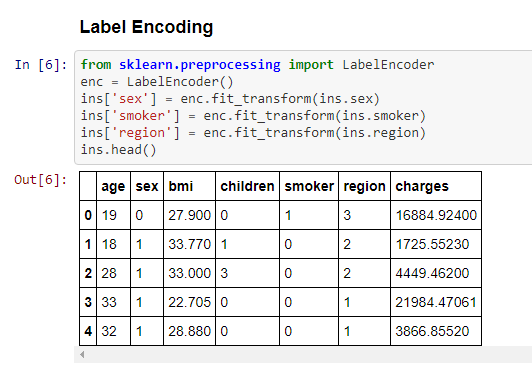 Label Encoding
In [6]: from sklearn.preprocessing import LabelEncoder
enc = LabelEncoder()
ins['sex'] = enc.fit_transform(ins.sex)
ins['smoker'] = enc.fit_transform(ins.smoker)
ins['region'] = enc.fit_transform(ins.region)
ins.head()
Out[6]:
age sex bmi children smoker region charges
0 19 0 27.900 0 1 3 16884.92400
1 18 1 33.770 1 0 2 1725.55230
2 28 1 33.000 3 0 2 4449.46200
3 33 1 22.705 0 0 1 21984.47061
4 32 1 28.880 0 0 1 3866.85520